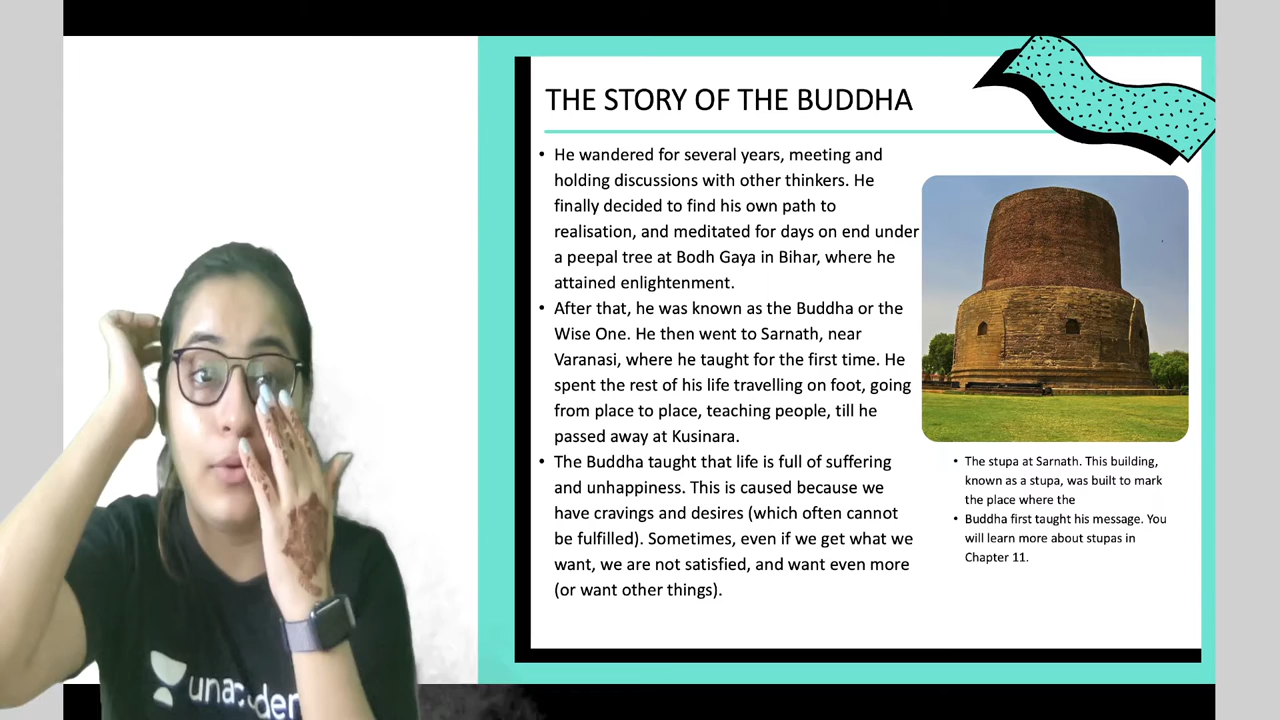 THE STORY OF THE BUDDHA
• He wandered for several years, meeting and
holding discussions with other thinkers. He
finally decided to find his own path to
realisation, and meditated for days on end under
a peepal tree at Bodh Gaya in Bihar, where he
attained enlightenment.
• After that, he was known as the Buddha or the
Wise One. He then went to Sarnath, near
Varanasi, where he taught for the first time. He
spent the rest of his life travelling on foot, going
from place to place, teaching people, till he
passed away at Kusinara.
• The Buddha taught that life is full of suffering
and unhappiness. This is caused because we
have cravings and desires (which often cannot
be fulfilled). Sometimes, even if we get what we
want, we are not satisfied, and want even more
(or want other things).
• The stupa at Sarnath. This building,
known as a stupa, was built to mark
the place where the
• Buddha first taught his message. You
will learn more about stupas in
Chapter 11.